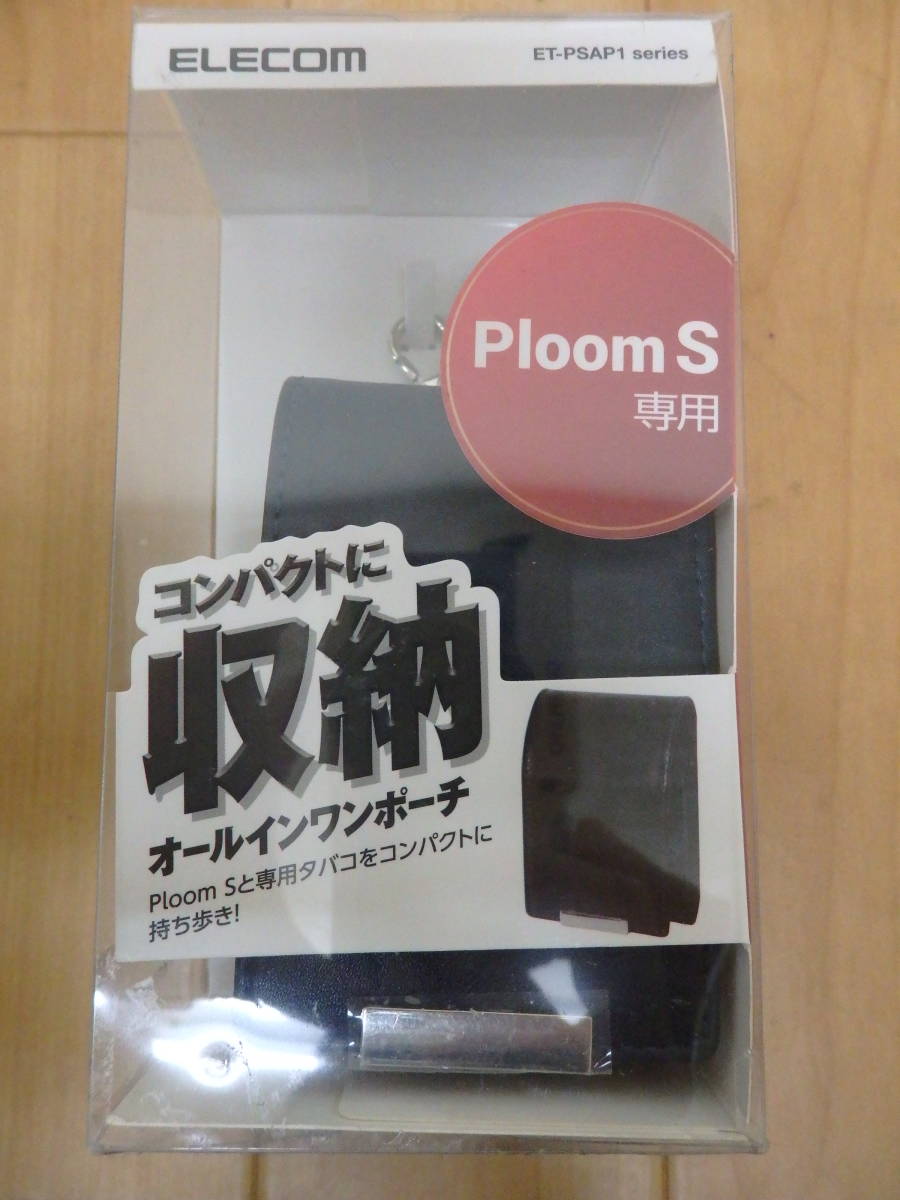 ELECOM
ET-PSAP1 series
Ploom S
専用
コンパクトに
収納
オールインワンポーチ
Ploom Sと専用タバコをコンパクトに
持ち歩き!